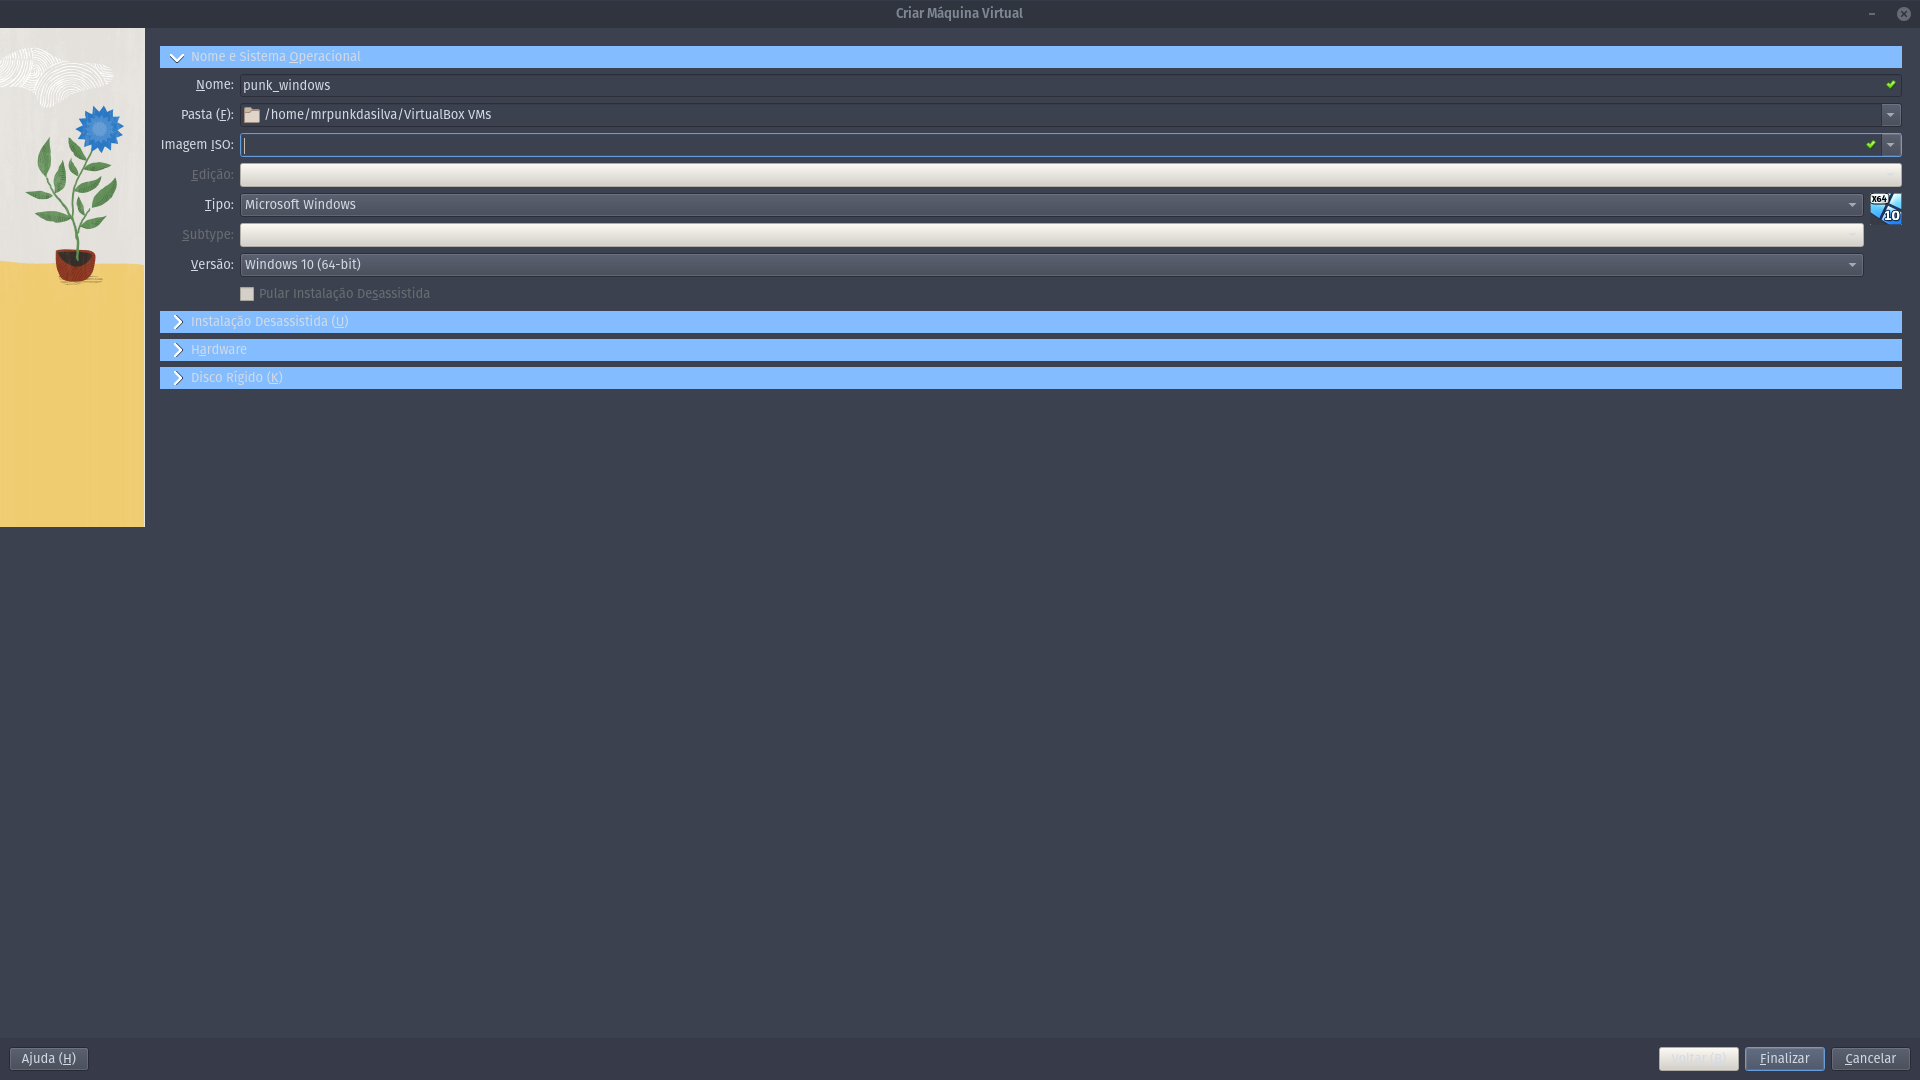 Criar Máquina Virtual
Nome e Sistema Operacional
Nome: punk_windows
Pasta (F): /home/mrpunkdasilva/VirtualBox VMs
Imagem ISO:
Edição:
Tipo: Microsoft Windows
X64
10
Subtype:
Versão: Windows 10 (64-bit)
Pular Instalação Desassistida
Instalação Desassistida (U)
Hardware
Disco Rígido (K)
Ajuda (H) Voltar (B) Finalizar Cancelar